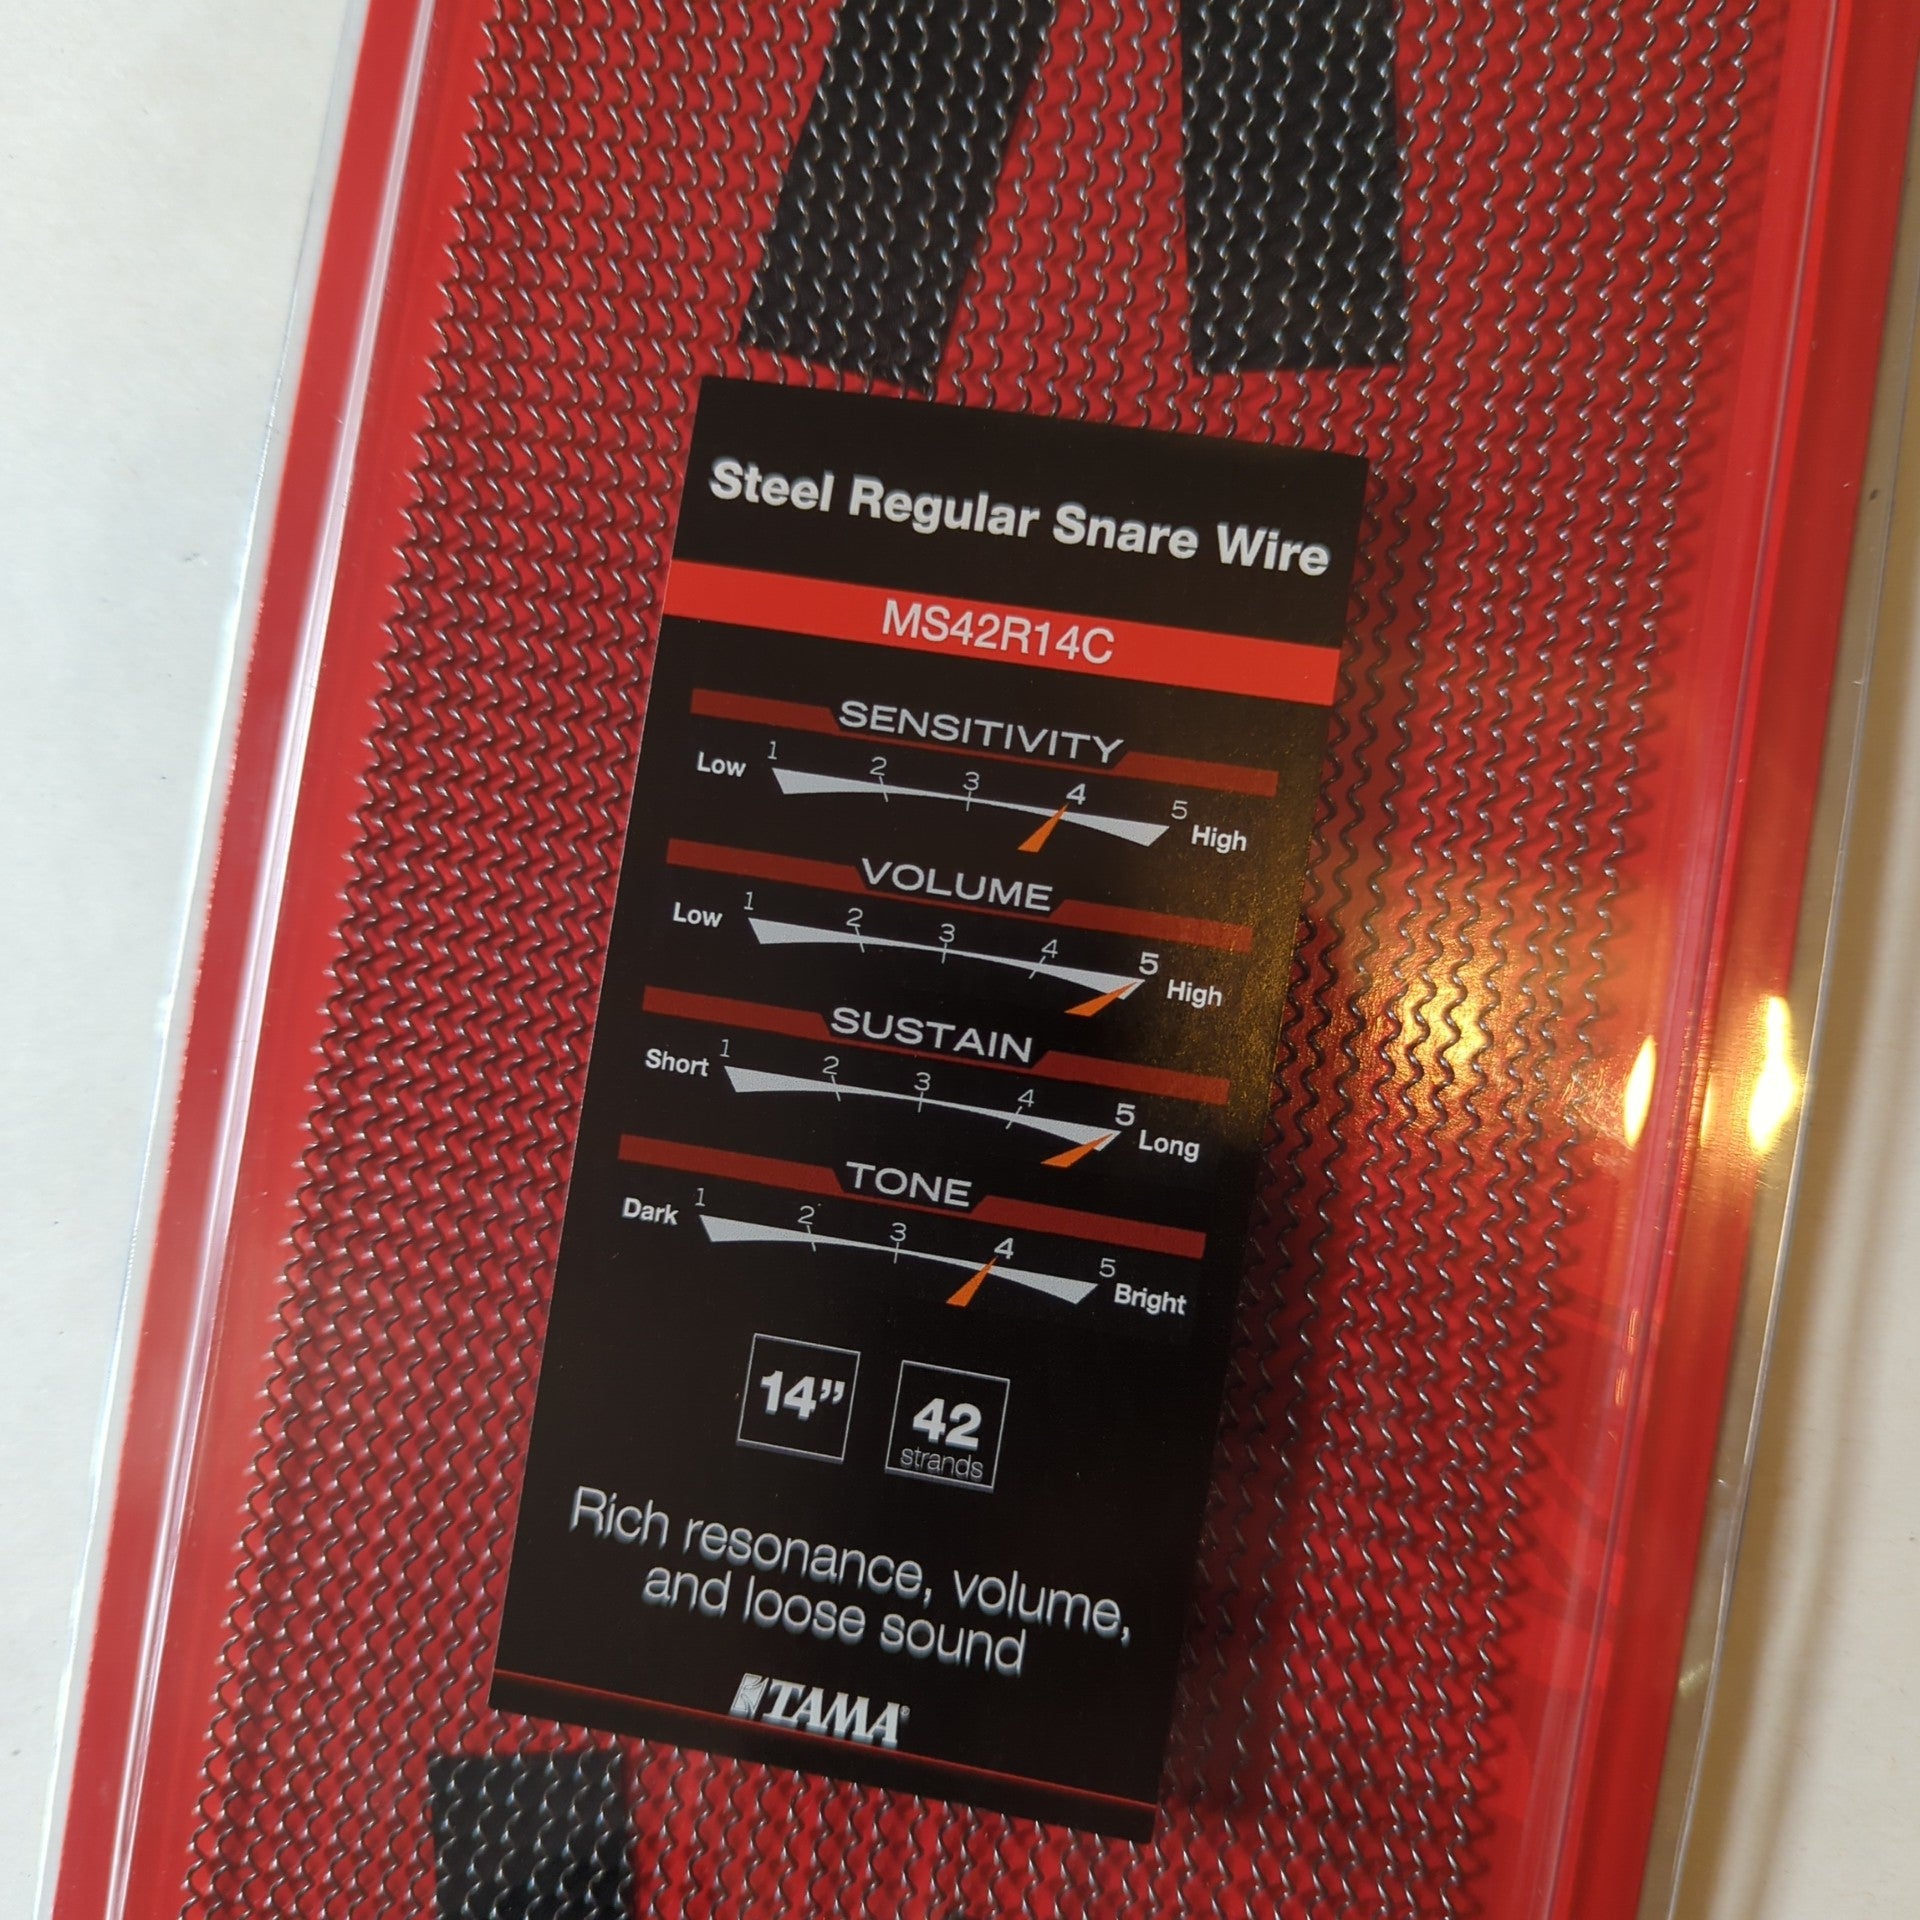 Steel Regular Snare Wire
MS42R14C
SENSITIVITY
Low 1 2 3 4 5 High
VOLUME
Low 1 2 3 4 5 High
SUSTAIN
Short 1 2 3 4 5 Long
TONE
Dark 1 2 3 4 5 Bright
14” 42
strands
Rich resonance, volume,
and loose sound
TAMA®